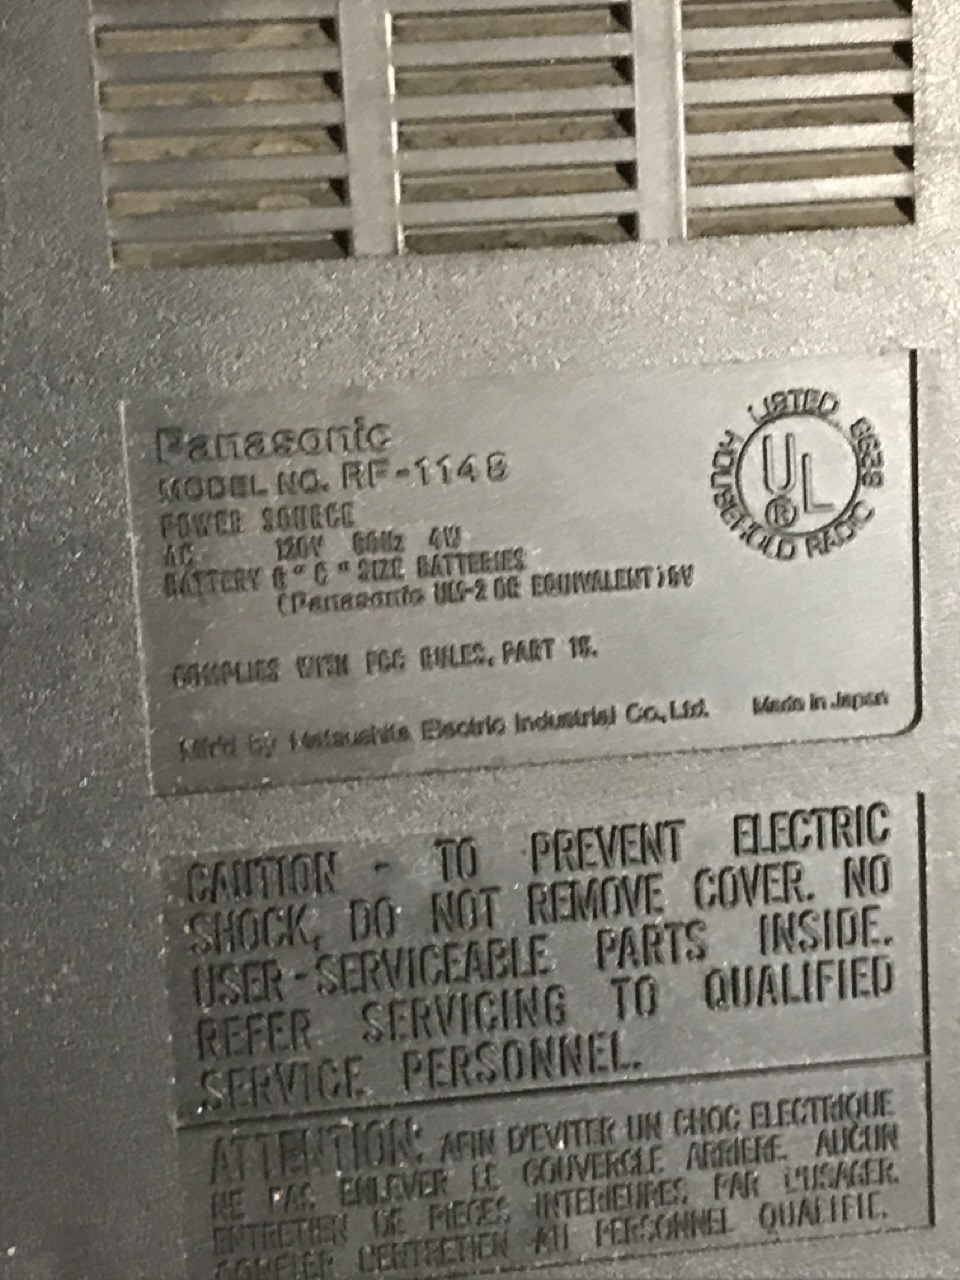 Panasonic
MODEL NO. RF-1148
POWER SOURCE
AC 120V 60Hz 4W
BATTERY 6 "C" SIZE BATTERIES
(Panasonic UM-2 OR EQUIVALENT) 9V
COMPLIES WITH FCC RULES, PART 15.
Mfr'd by Matsushita Electric Industrial Co., Ltd. Made in Japan
LISTED
UL
®
HOUSEHOLD RADIO
CAUTION - TO PREVENT ELECTRIC
SHOCK, DO NOT REMOVE COVER. NO
USER-SERVICEABLE PARTS INSIDE.
REFER SERVICING TO QUALIFIED
SERVICE PERSONNEL.
ATTENTION: AFIN D'EVITER UN CHOC ELECTRIQUE
NE PAS ENLEVER LE COUVERCLE ARRIERE. AUCUN
ENTRETIEN DE PIECES INTERIEURES PAR L'USAGER.
CONFIER L'ENTRETIEN AU PERSONNEL QUALIFIE.